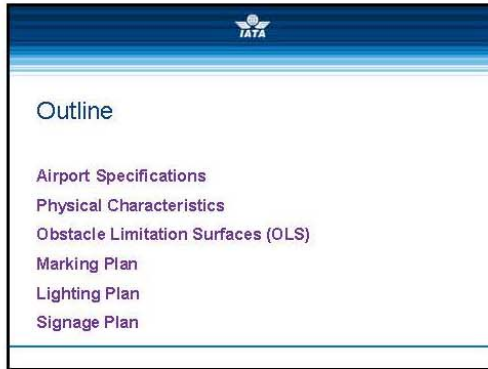 IATA
Outline
Airport Specifications
Physical Characteristics
Obstacle Limitation Surfaces (OLS)
Marking Plan
Lighting Plan
Signage Plan